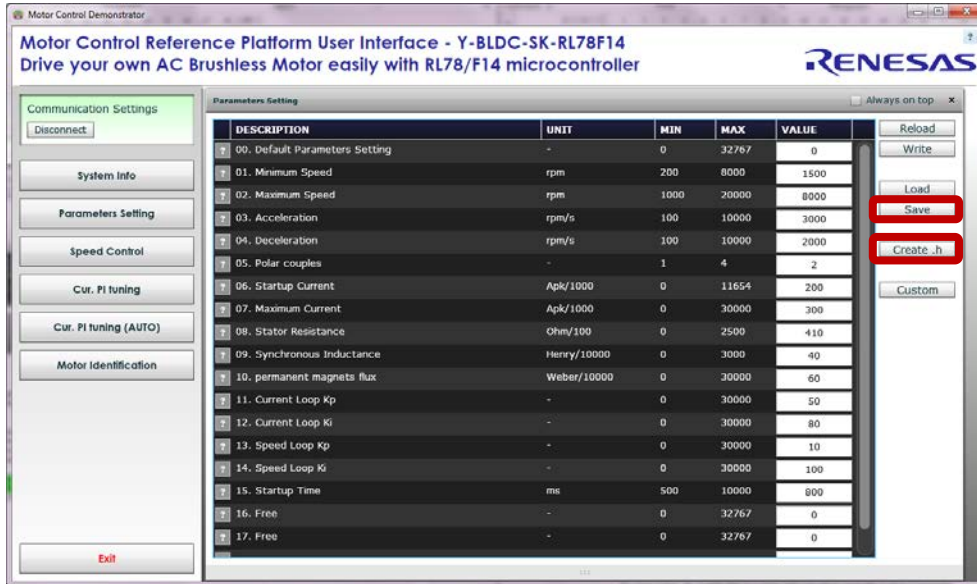 Motor Control Demonstrator
Motor Control Reference Platform User Interface - Y-BLDC-SK-RL78F14
Drive your own AC Brushless Motor easily with RL78/F14 microcontroller
RENESAS
?
Communication Settings
Disconnect
System Info
Parameters Setting
Speed Control
Cur. PI tuning
Cur. PI tuning (AUTO)
Motor Identification
Exit
Parameters Setting
Always on top x
DESCRIPTION UNIT MIN MAX VALUE
? 00. Default Parameters Setting - 0 32767 0
? 01. Minimum Speed rpm 200 8000 1500
? 02. Maximum Speed rpm 1000 20000 8000
? 03. Acceleration rpm/s 100 10000 3000
? 04. Deceleration rpm/s 100 10000 2000
? 05. Polar couples - 1 4 2
? 06. Startup Current Apk/1000 0 11654 200
? 07. Maximum Current Apk/1000 0 30000 300
? 08. Stator Resistance Ohm/100 0 2500 410
? 09. Synchronous Inductance Henry/10000 0 3000 40
? 10. permanent magnets flux Weber/10000 0 30000 60
? 11. Current Loop Kp - 0 30000 50
? 12. Current Loop Ki - 0 30000 80
? 13. Speed Loop Kp - 0 30000 10
? 14. Speed Loop Ki - 0 30000 100
? 15. Startup Time ms 500 10000 800
? 16. Free - 0 32767 0
? 17. Free - 0 32767 0
Reload
Write
Load
Save
Create .h
Custom